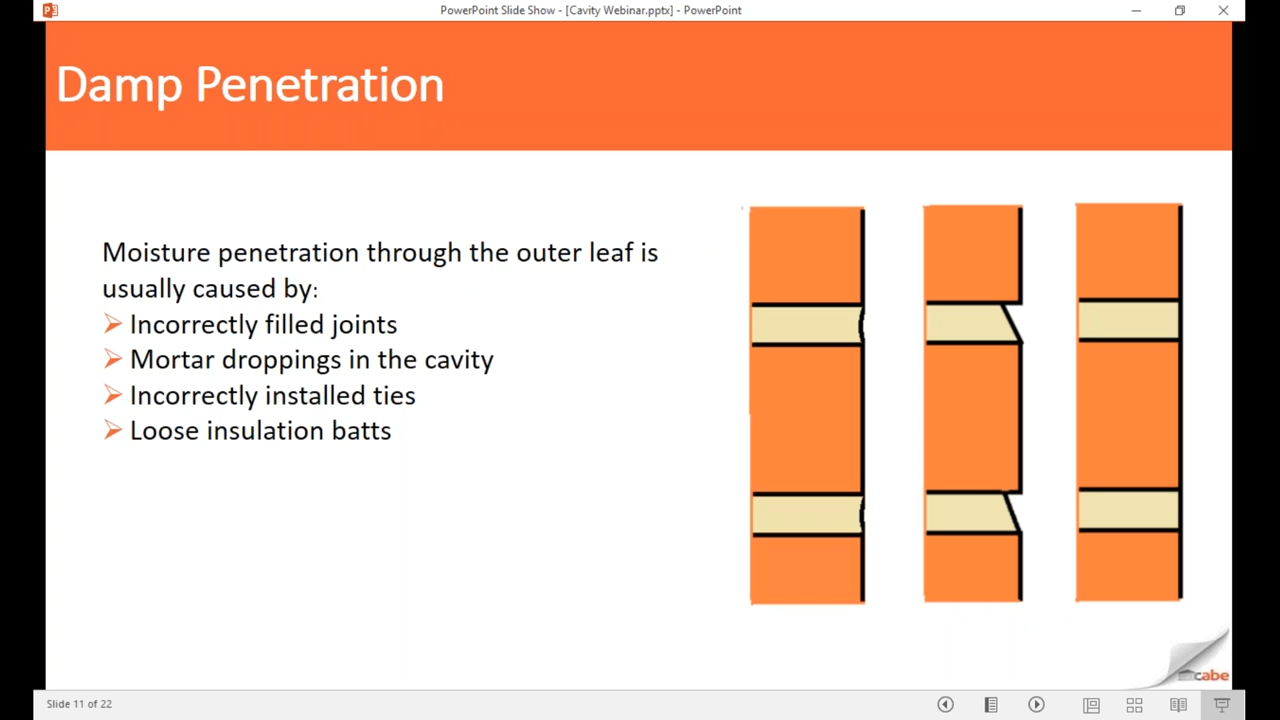 PowerPoint Slide Show - [Cavity Webinar.pptx] - PowerPoint
Damp Penetration
Moisture penetration through the outer leaf is
usually caused by:
Incorrectly filled joints
Mortar droppings in the cavity
Incorrectly installed ties
Loose insulation batts
cabe
Slide 11 of 22